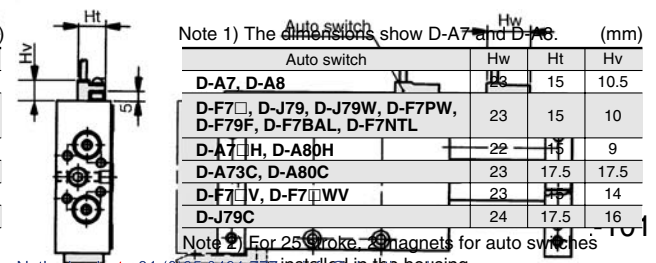 Ht
Hv
5
Auto switch
Hw
Note 1) The dimensions show D-A7 and D-A8. (mm)
Auto switch Hw Ht Hv
D-A7, D-A8 23 15 10.5
D-F7□, D-J79, D-J79W, D-F7PW,
D-F79F, D-F7BAL, D-F7NTL 23 15 10
D-A7□H, D-A80H 22 15 9
D-A73C, D-A80C 23 17.5 17.5
D-F7□V, D-F7□WV 23 15 14
D-J79C 24 17.5 16
Note 2) For 25 stroke, 2 magnets for auto switches
installed in the housing